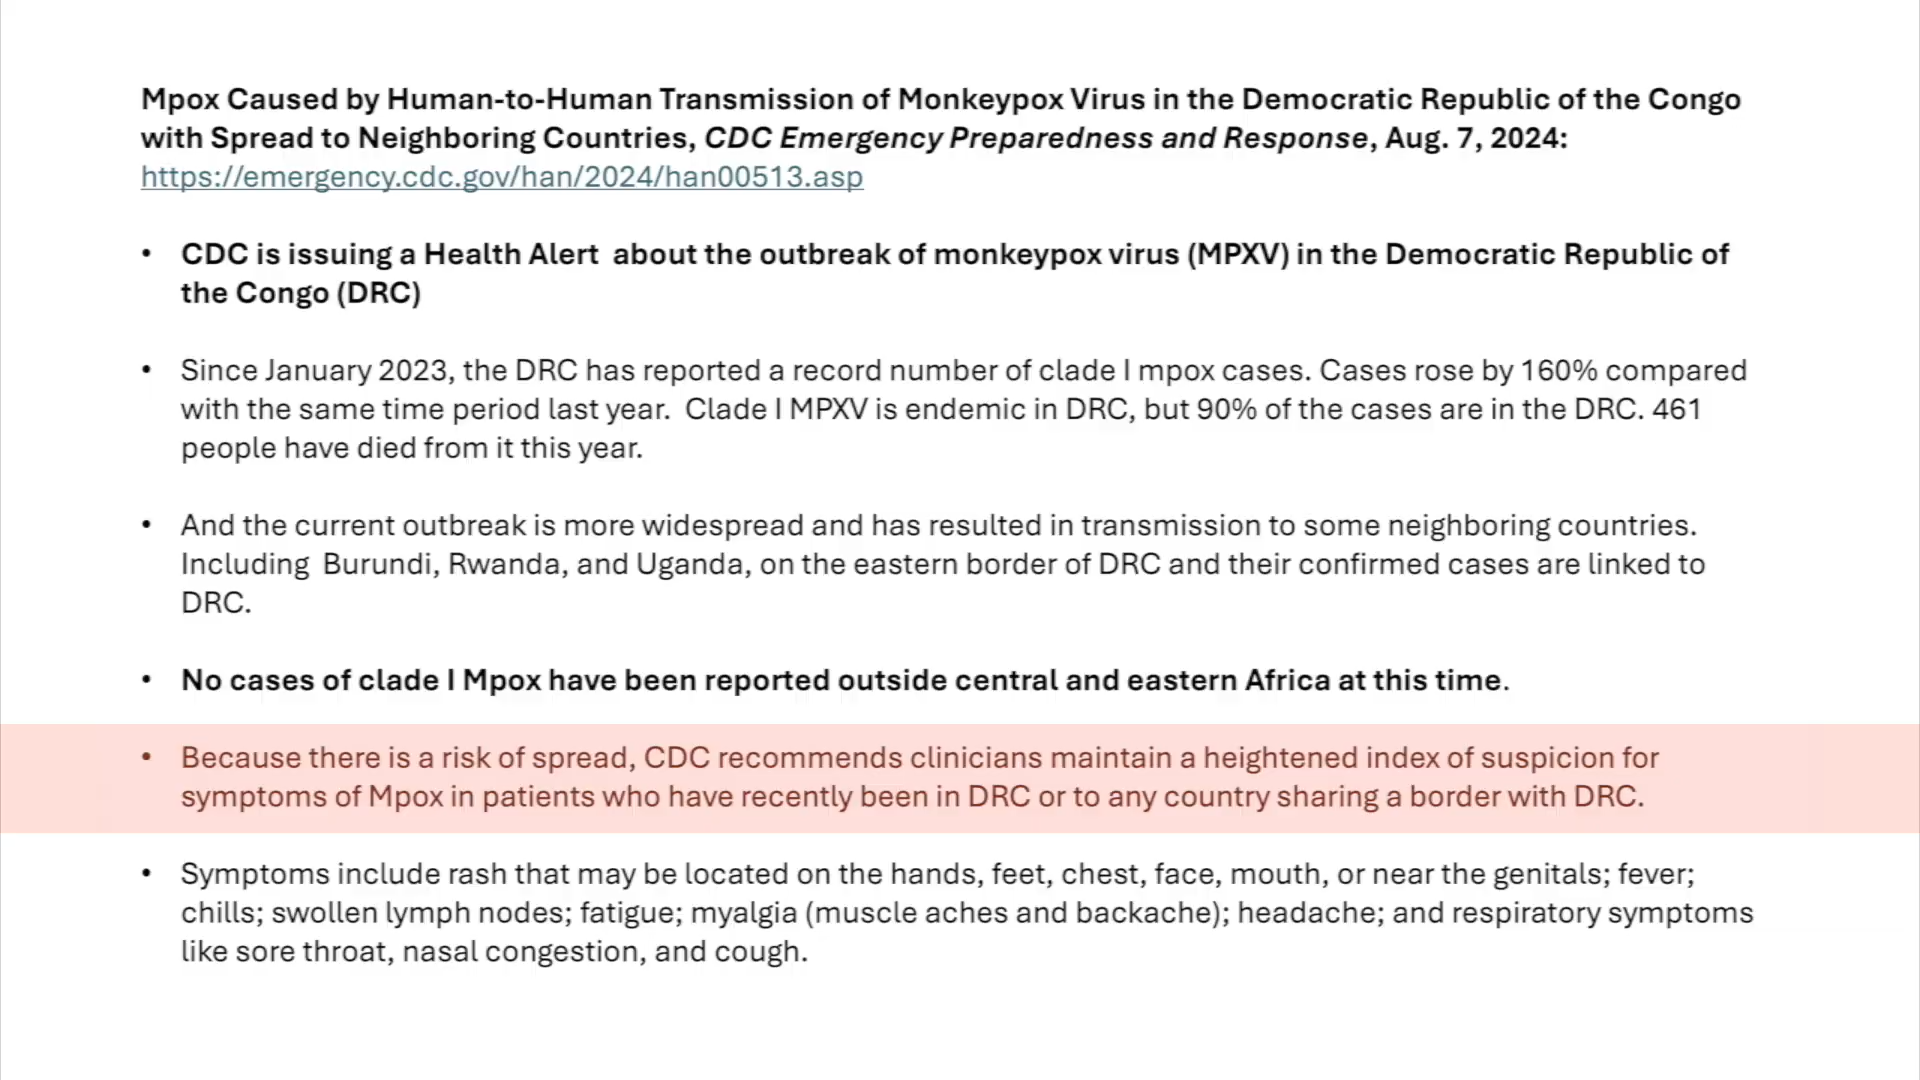 Mpox Caused by Human-to-Human Transmission of Monkeypox Virus in the Democratic Republic of the Congo
with Spread to Neighboring Countries, CDC Emergency Preparedness and Response, Aug. 7, 2024:
https://emergency.cdc.gov/han/2024/han00513.asp
• CDC is issuing a Health Alert  about the outbreak of monkeypox virus (MPXV) in the Democratic Republic of
the Congo (DRC)
• Since January 2023, the DRC has reported a record number of clade I mpox cases. Cases rose by 160% compared
with the same time period last year.  Clade I MPXV is endemic in DRC, but 90% of the cases are in the DRC. 461
people have died from it this year.
• And the current outbreak is more widespread and has resulted in transmission to some neighboring countries.
Including  Burundi, Rwanda, and Uganda, on the eastern border of DRC and their confirmed cases are linked to
DRC.
• No cases of clade I Mpox have been reported outside central and eastern Africa at this time.
• Because there is a risk of spread, CDC recommends clinicians maintain a heightened index of suspicion for
symptoms of Mpox in patients who have recently been in DRC or to any country sharing a border with DRC.
• Symptoms include rash that may be located on the hands, feet, chest, face, mouth, or near the genitals; fever;
chills; swollen lymph nodes; fatigue; myalgia (muscle aches and backache); headache; and respiratory symptoms
like sore throat, nasal congestion, and cough.